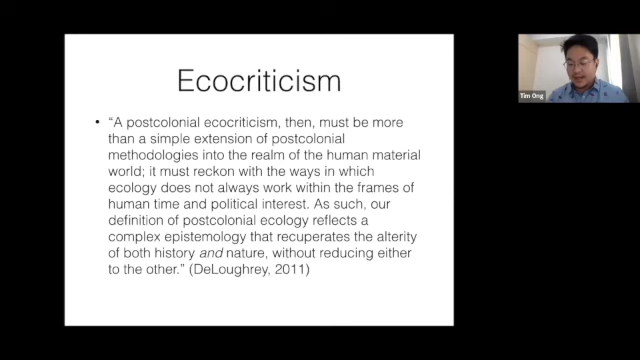 Ecocriticism
• “A postcolonial ecocriticism, then, must be more
than a simple extension of postcolonial
methodologies into the realm of the human material
world; it must reckon with the ways in which
ecology does not always work within the frames of
human time and political interest. As such, our
definition of postcolonial ecology reflects a
complex epistemology that recuperates the alterity
of both history and nature, without reducing either
to the other.” (DeLoughrey, 2011)
Tim Ong